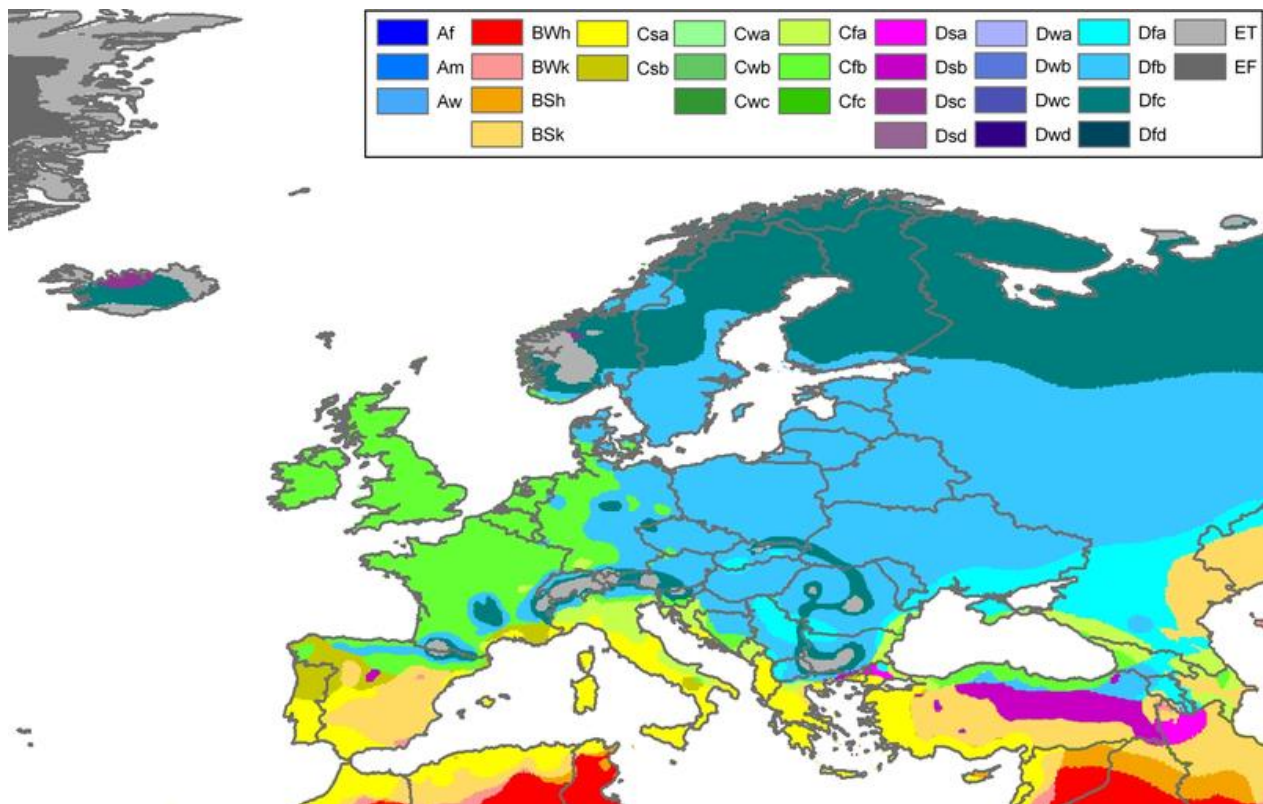 Af BWh Csa Cwa Cfa Dsa Dwa Dfa ET
Am BWk Csb Cwb Cfb Dsb Dwb Dfb EF
Aw BSh Cwc Cfc Dsc Dwc Dfc
BSk Dsd Dwd Dfd